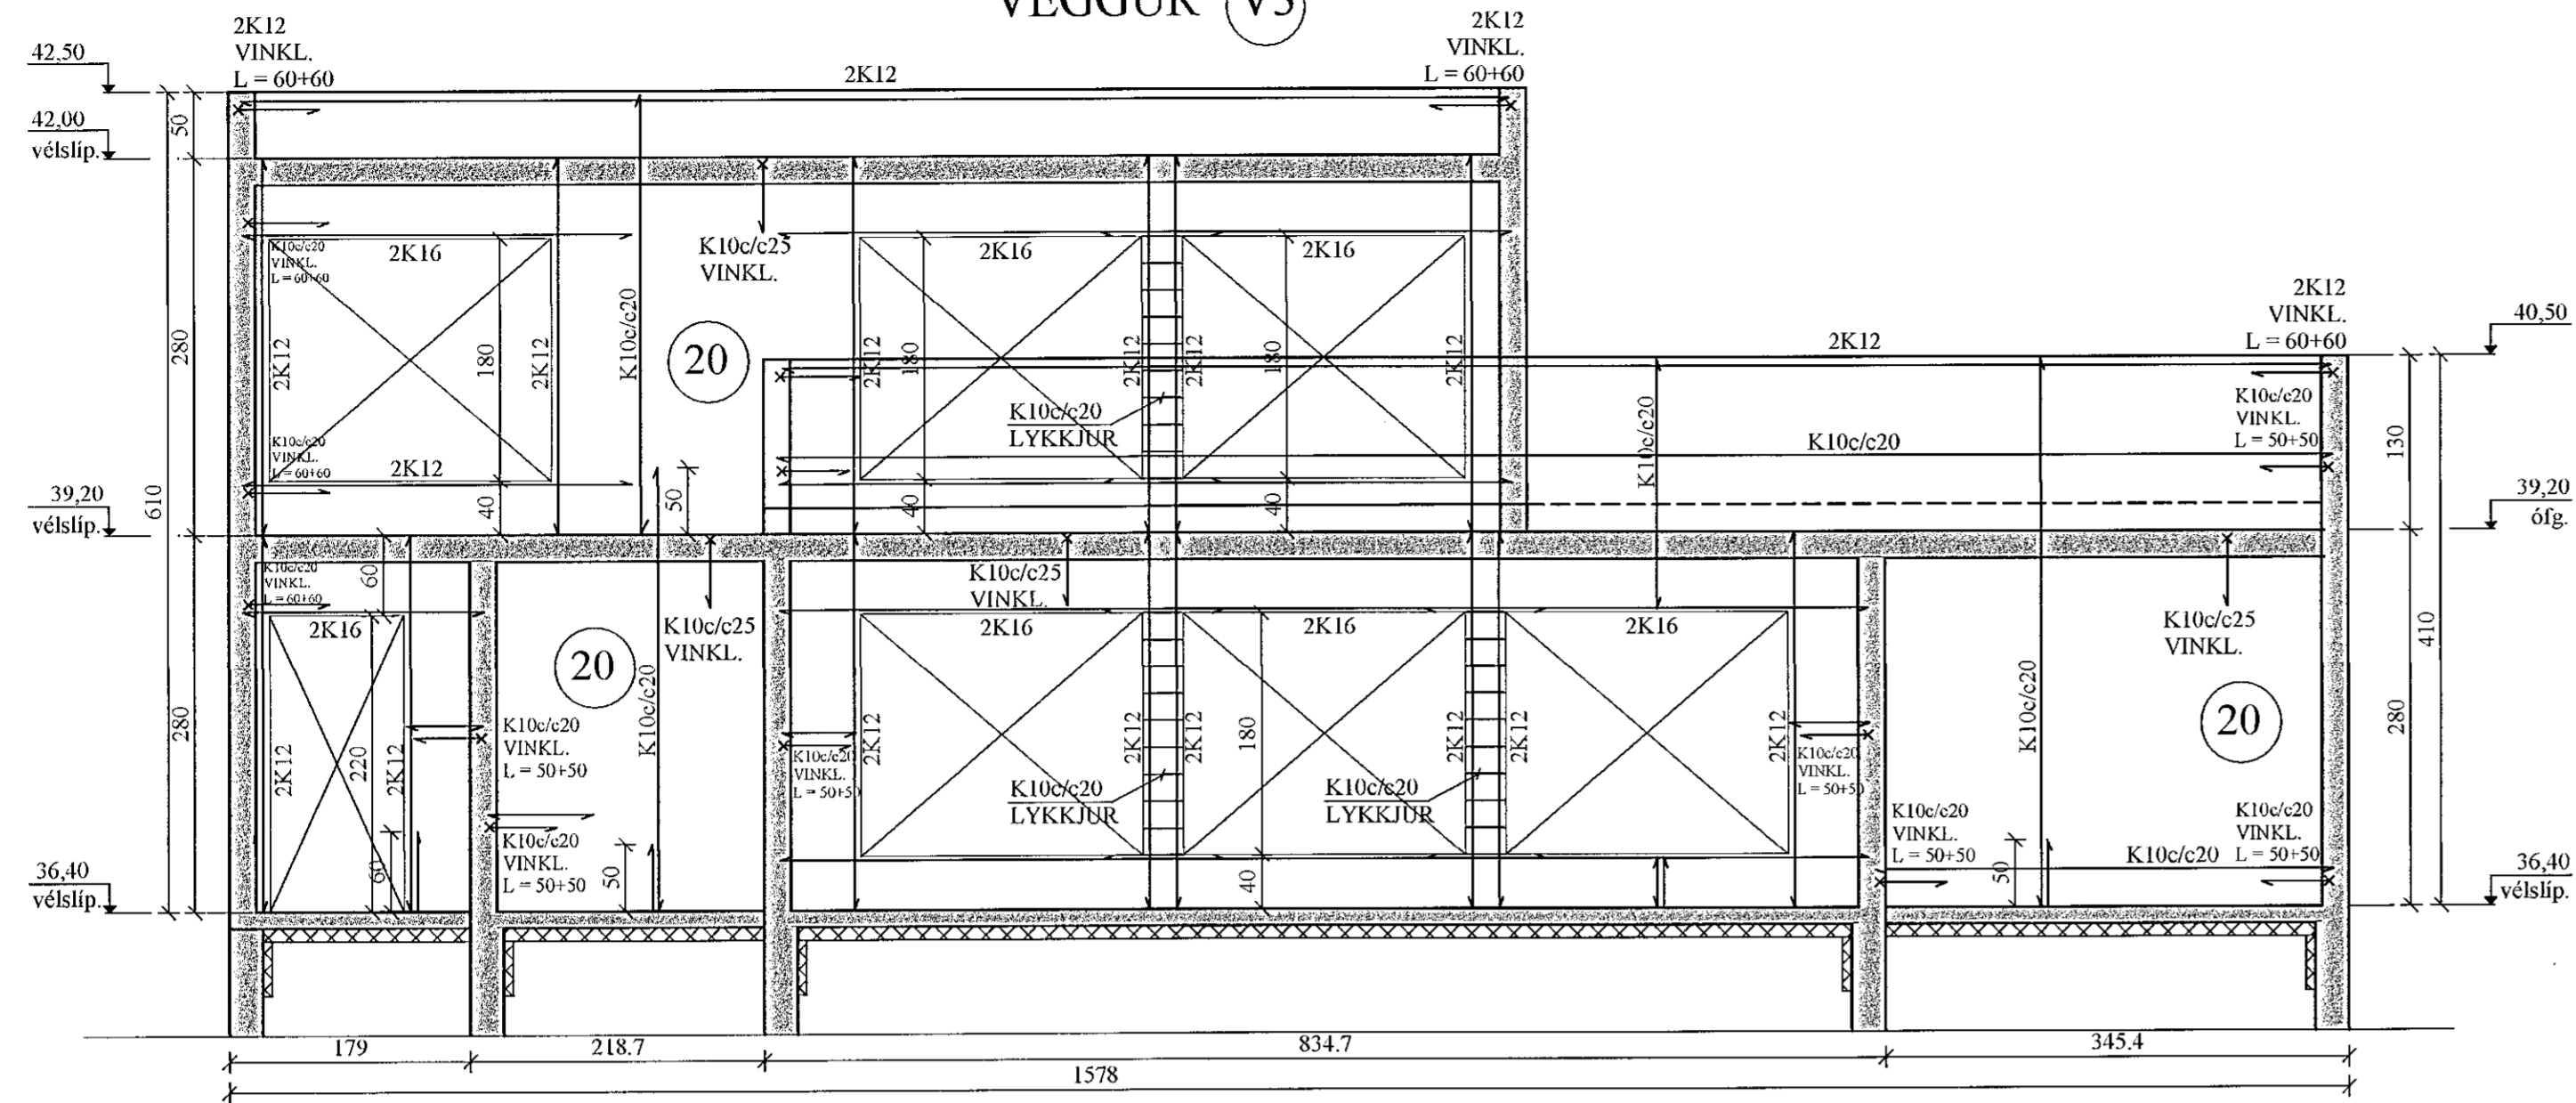 VEGGUR V3
2K12
VINKL.
L = 60+60
2K12
2K12
VINKL.
L = 60+60
42,50
42,00
vélslíp.
50
280
610
K10c/c20
VINKL.
L = 60+60
2K16
2K12
180
2K12
K10c/c20
K10c/c25
VINKL.
20
2K16
2K16
2K12
180
2K12
2K12
180
2K12
K10c/c20
LYKKJUR
K10c/c20
VINKL.
L = 60+60
2K12
40
50
40
40
2K12
2K12
VINKL.
L = 60+60
40,50
K10c/c20
K10c/c20
K10c/c20
VINKL.
L = 50+50
130
39,20
vélslíp.
39,20
ófg.
K10c/c20
VINKL.
L = 60+60
60
2K16
K10c/c25
VINKL.
20
K10c/c20
K10c/c25
VINKL.
2K16
2K16
2K16
K10c/c25
VINKL.
20
K10c/c20
280
410
280
2K12
220
2K12
60
K10c/c20
VINKL.
L = 50+50
K10c/c20
VINKL.
L = 50+50
50
K10c/c20
VINKL.
L = 50+50
2K12
2K12
2K12
180
2K12
2K12
2K12
K10c/c20
LYKKJUR
K10c/c20
LYKKJUR
40
K10c/c20
VINKL.
L = 50+50
K10c/c20
VINKL.
L = 50+50
50
K10c/c20
K10c/c20
VINKL.
L = 50+50
36,40
vélslíp.
36,40
vélslíp.
179
218.7
834.7
345.4
1578